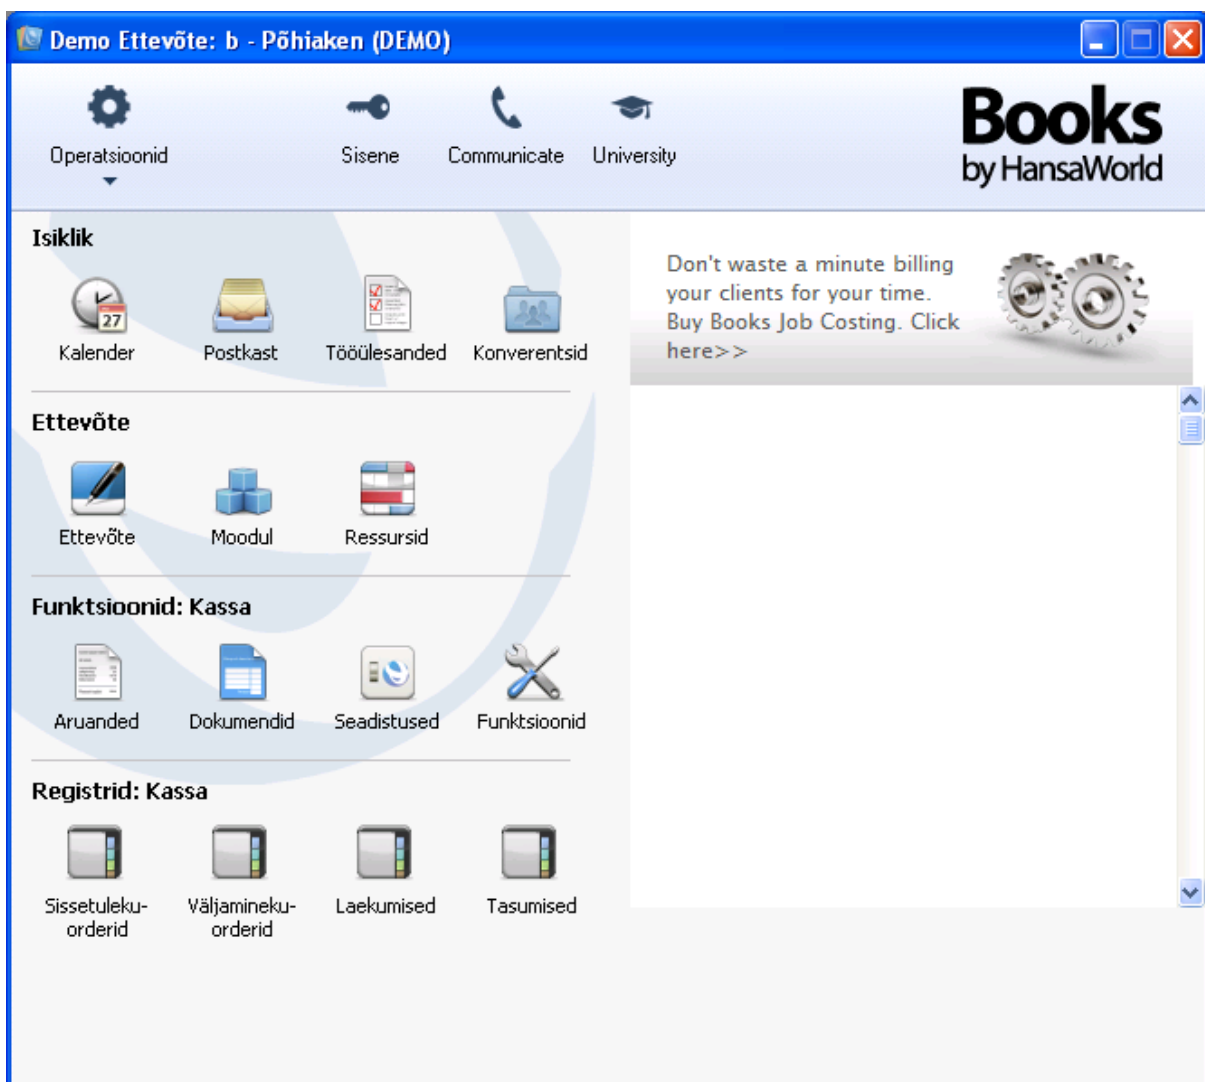 Demo Ettevõte: b - Põhiaken (DEMO)
Operatsioonid
Sisene
Communicate
University
Books
by HansaWorld
Isiklik
27
Kalender
Postkast
Tööülesanded
Konverentsid
Don't waste a minute billing
your clients for your time.
Buy Books Job Costing. Click
here>>
Ettevõte
Ettevõte
Moodul
Ressursid
Funktsioonid: Kassa
Aruanded
Dokumendid
Seadistused
Funktsioonid
Registrid: Kassa
Sissetuleku-
orderid
Väljamineku-
orderid
Laekumised
Tasumised